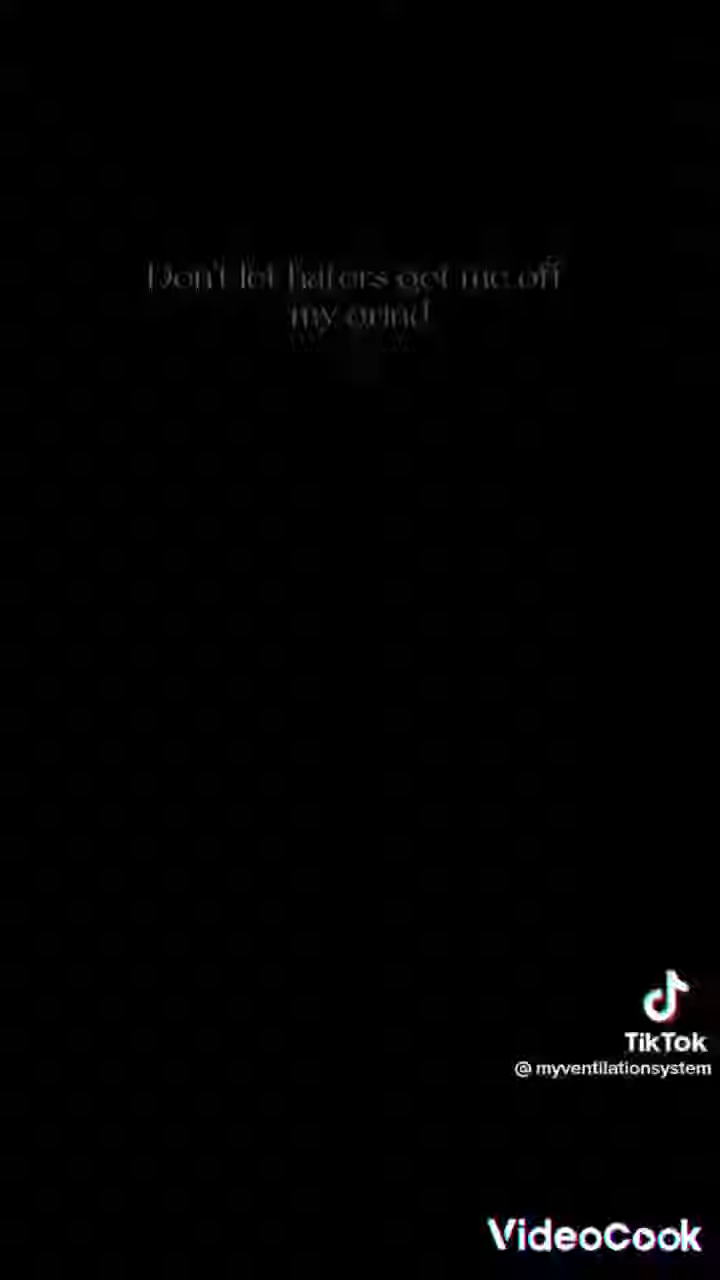 Don't let haters get me off
my grind
TikTok
@myventilationsystem
VideoCook